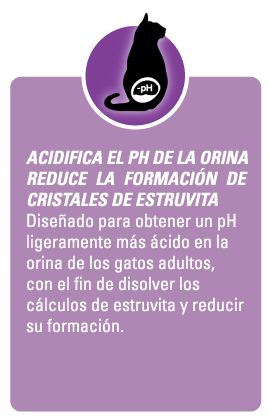 -pH
ACIDIFICA EL PH DE LA ORINA
REDUCE LA FORMACIÓN DE
CRISTALES DE ESTRUVITA
Diseñado para obtener un pH
ligeramente más ácido en la
orina de los gatos adultos,
con el fin de disolver los
cálculos de estruvita y reducir
su formación.